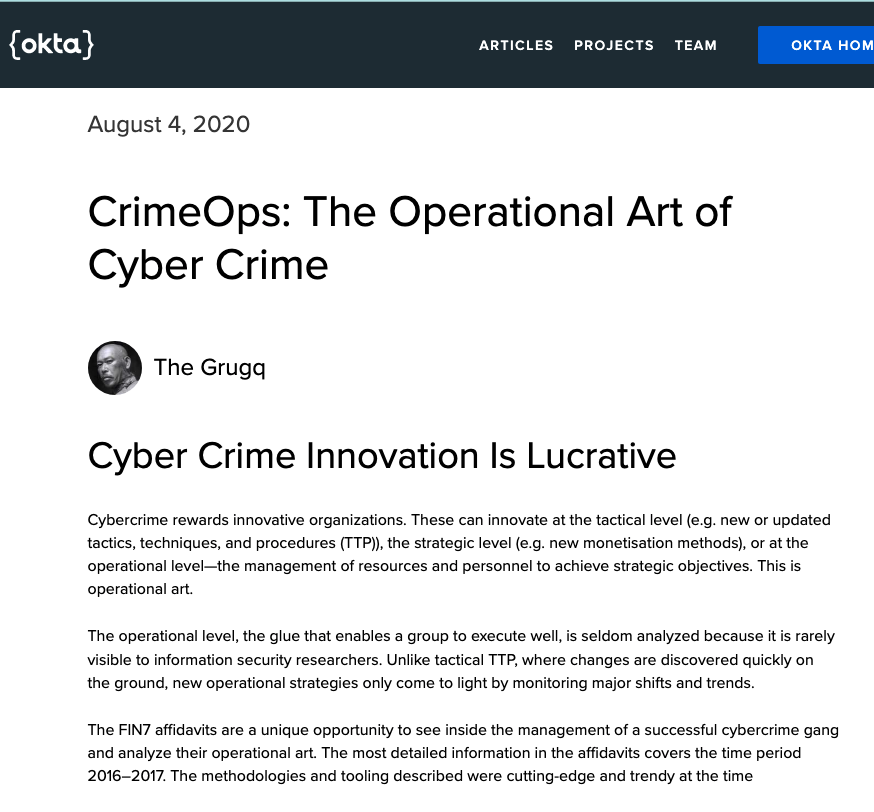 {okta}
ARTICLES PROJECTS TEAM
August 4, 2020
CrimeOps: The Operational Art of
Cyber Crime
The Grugq
Cyber Crime Innovation Is Lucrative
Cybercrime rewards innovative organizations. These can innovate at the tactical level (e.g. new or updated
tactics, techniques, and procedures (TTP)), the strategic level (e.g. new monetisation methods), or at the
operational level—the management of resources and personnel to achieve strategic objectives. This is
operational art.
The operational level, the glue that enables a group to execute well, is seldom analyzed because it is rarely
visible to information security researchers. Unlike tactical TTP, where changes are discovered quickly on
the ground, new operational strategies only come to light by monitoring major shifts and trends.
The FIN7 affidavits are a unique opportunity to see inside the management of a successful cybercrime gang
and analyze their operational art. The most detailed information in the affidavits covers the time period
2016–2017. The methodologies and tooling described were cutting-edge and trendy at the time
OKTA HOM